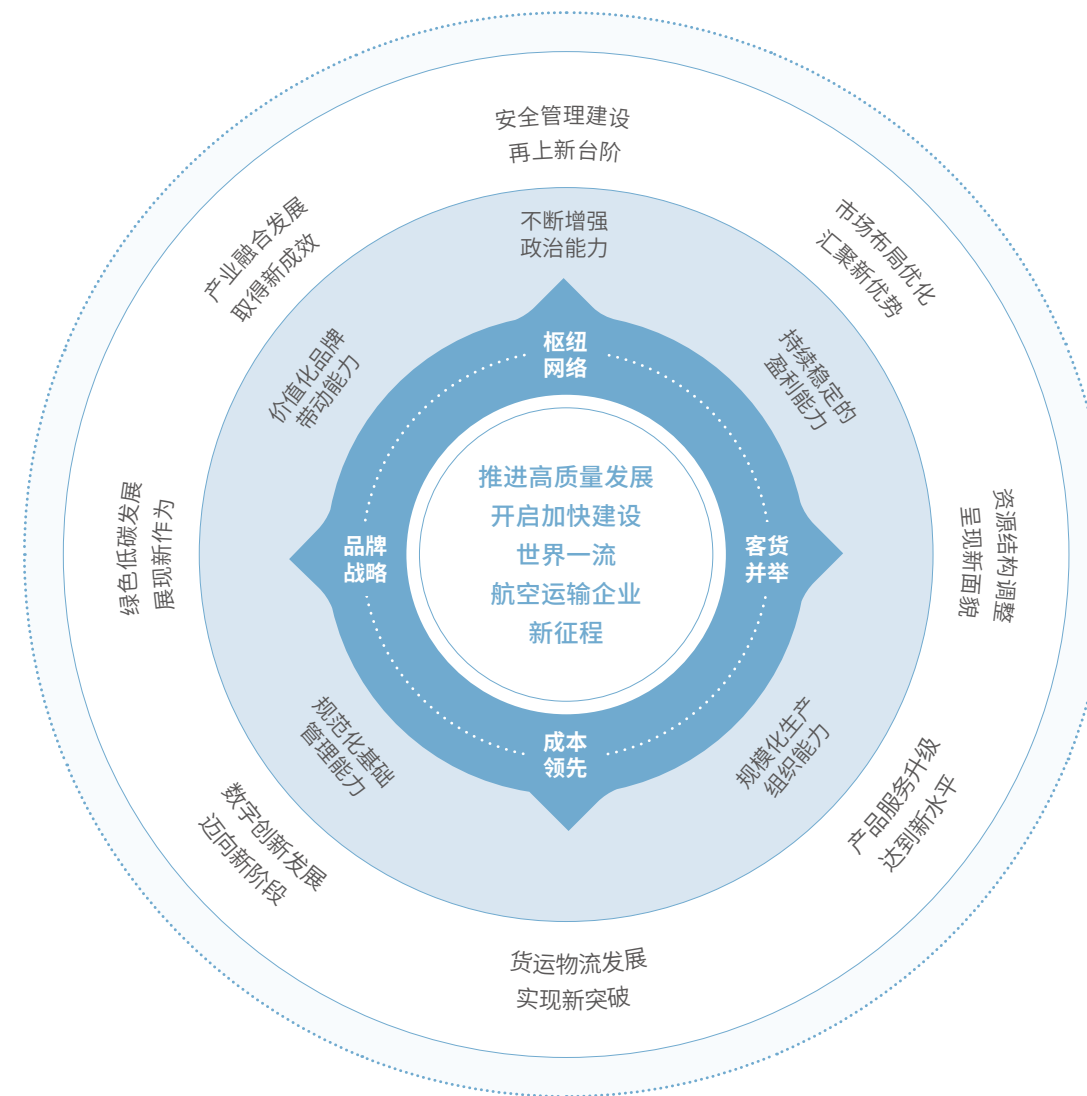 安全管理建设
再上新台阶
市场布局优化
汇聚新优势
资源结构调整
呈现新面貌
产品服务升级
达到新水平
货运物流发展
实现新突破
数字创新发展
迈向新阶段
绿色低碳发展
展现新作为
产业融合发展
取得新成效
不断增强
政治能力
持续稳定的
盈利能力
规模化生产
组织能力
规范化基础
管理能力
价值化品牌
带动能力
枢纽
网络
客货
并举
成本
领先
品牌
战略
推进高质量发展
开启加快建设
世界一流
航空运输企业
新征程